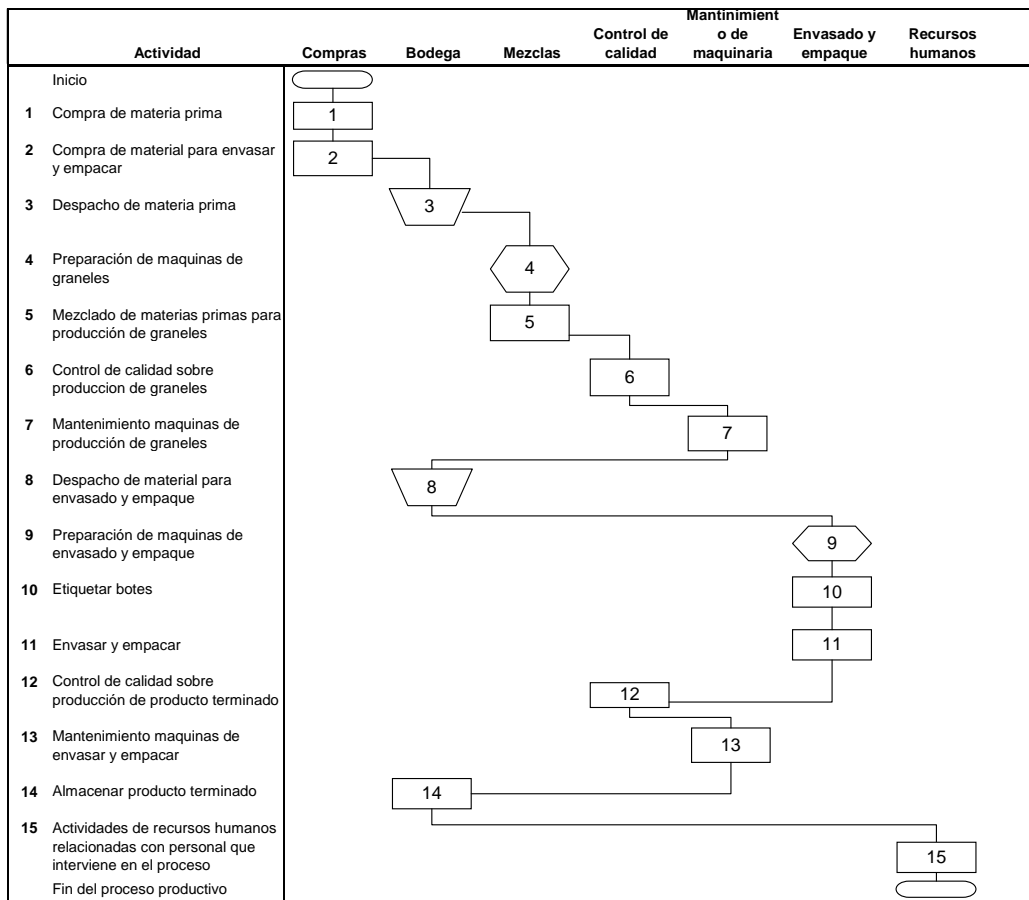 Actividad Compras Bodega Mezclas Control de calidad Mantinimient o de maquinaria Envasado y empaque Recursos humanos
Inicio
1 Compra de materia prima 1
2 Compra de material para envasar 2
y empacar
3 Despacho de materia prima 3
4 Preparación de maquinas de 4
graneles
5 Mezclado de materias primas para 5
producción de graneles
6 Control de calidad sobre 6
produccion de graneles
7 Mantenimiento maquinas de 7
producción de graneles
8 Despacho de material para 8
envasado y empaque
9 Preparación de maquinas de 9
envasado y empaque
10 Etiquetar botes 10
11 Envasar y empacar 11
12 Control de calidad sobre 12
producción de producto terminado
13 Mantenimiento maquinas de 13
envasar y empacar
14 Almacenar producto terminado 14
15 Actividades de recursos humanos
relacionadas con personal que
interviene en el proceso 15
Fin del proceso productivo